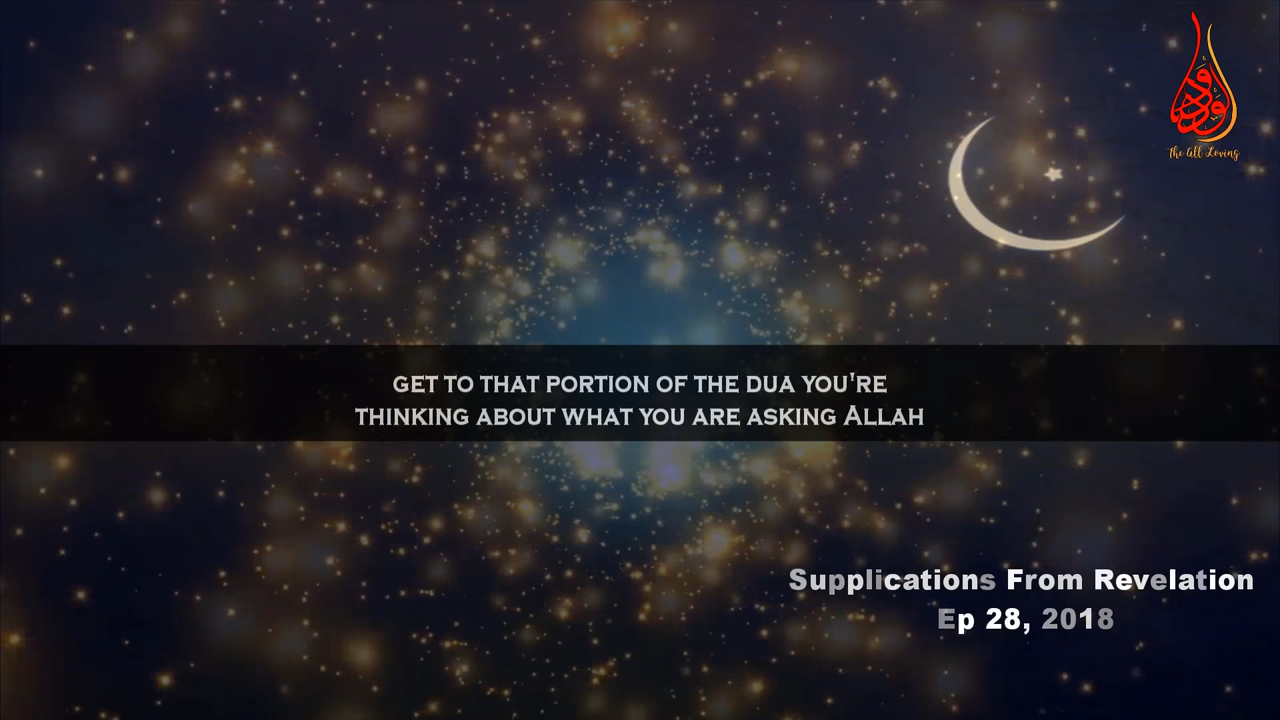 ودود
The All Loving
GET TO THAT PORTION OF THE DUA YOU'RE
THINKING ABOUT WHAT YOU ARE ASKING ALLAH
Supplications From Revelation
Ep 28, 2018